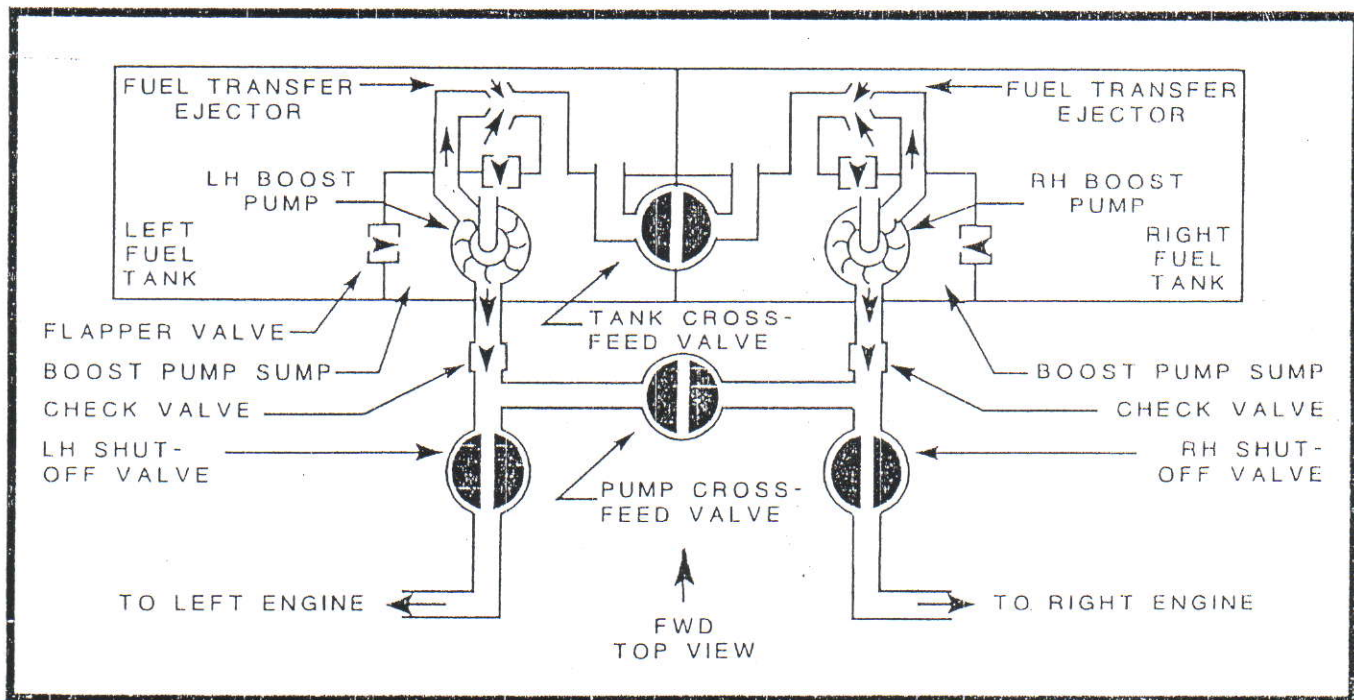 FUEL TRANSFER
EJECTOR
FUEL TRANSFER
EJECTOR
LH BOOST
PUMP
RH BOOST
PUMP
LEFT
FUEL
TANK
RIGHT
FUEL
TANK
FLAPPER VALVE
TANK CROSS-
FEED VALVE
BOOST PUMP SUMP
BOOST PUMP SUMP
CHECK VALVE
CHECK VALVE
LH SHUT-
OFF VALVE
RH SHUT-
OFF VALVE
PUMP CROSS-
FEED VALVE
TO LEFT ENGINE
TO RIGHT ENGINE
FWD
TOP VIEW